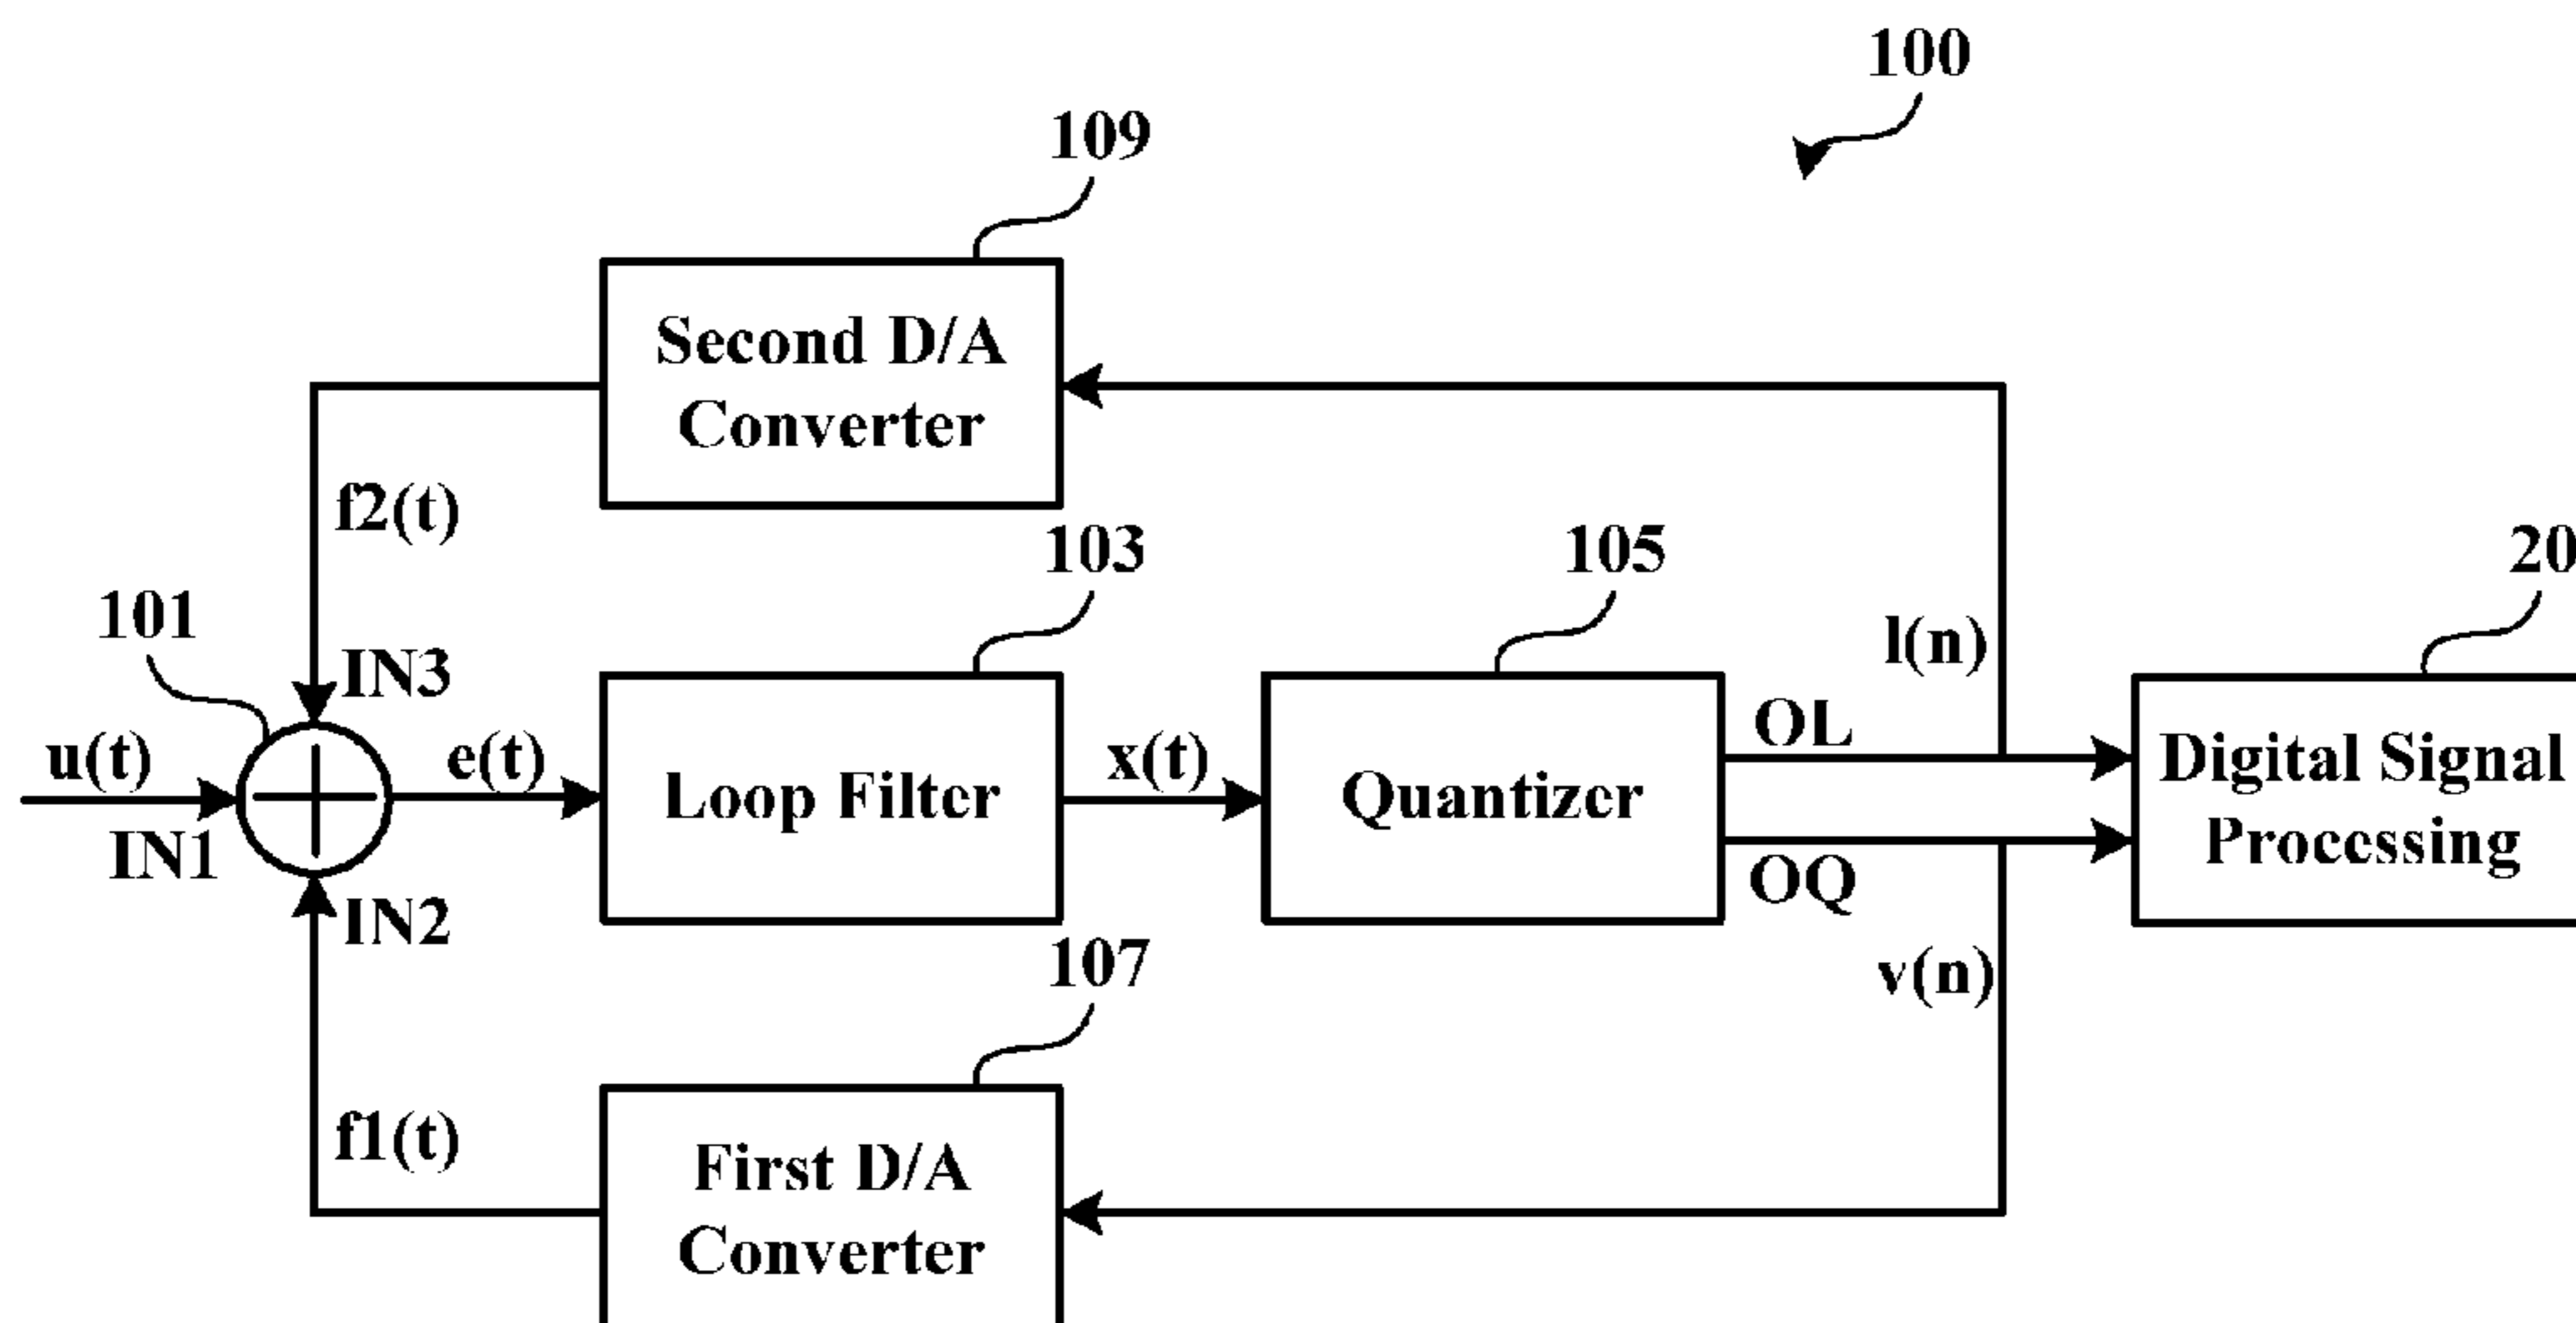 100
109
Second D/A
Converter
f2(t)
103
105
20
101
IN3
l(n)
u(t)
e(t)
Loop Filter
x(t)
Quantizer
OL
Digital Signal
Processing
IN1
IN2
OQ
107
v(n)
f1(t)
First D/A
Converter